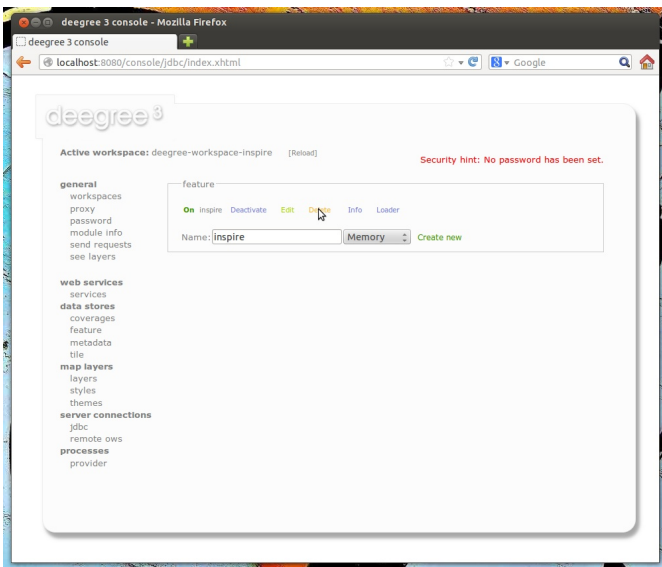 deegree 3 console - Mozilla Firefox
deegree 3 console
localhost:8080/console/jdbc/index.xhtml
Google
deegree 3
Active workspace: deegree-workspace-inspire [Reload]
Security hint: No password has been set.
general
workspaces
proxy
password
module info
send requests
see layers
web services
services
data stores
coverages
feature
metadata
tile
map layers
layers
styles
themes
server connections
jdbc
remote ows
processes
provider
feature
On inspire Deactivate Edit Delete Info Loader
Name: inspire Memory Create new